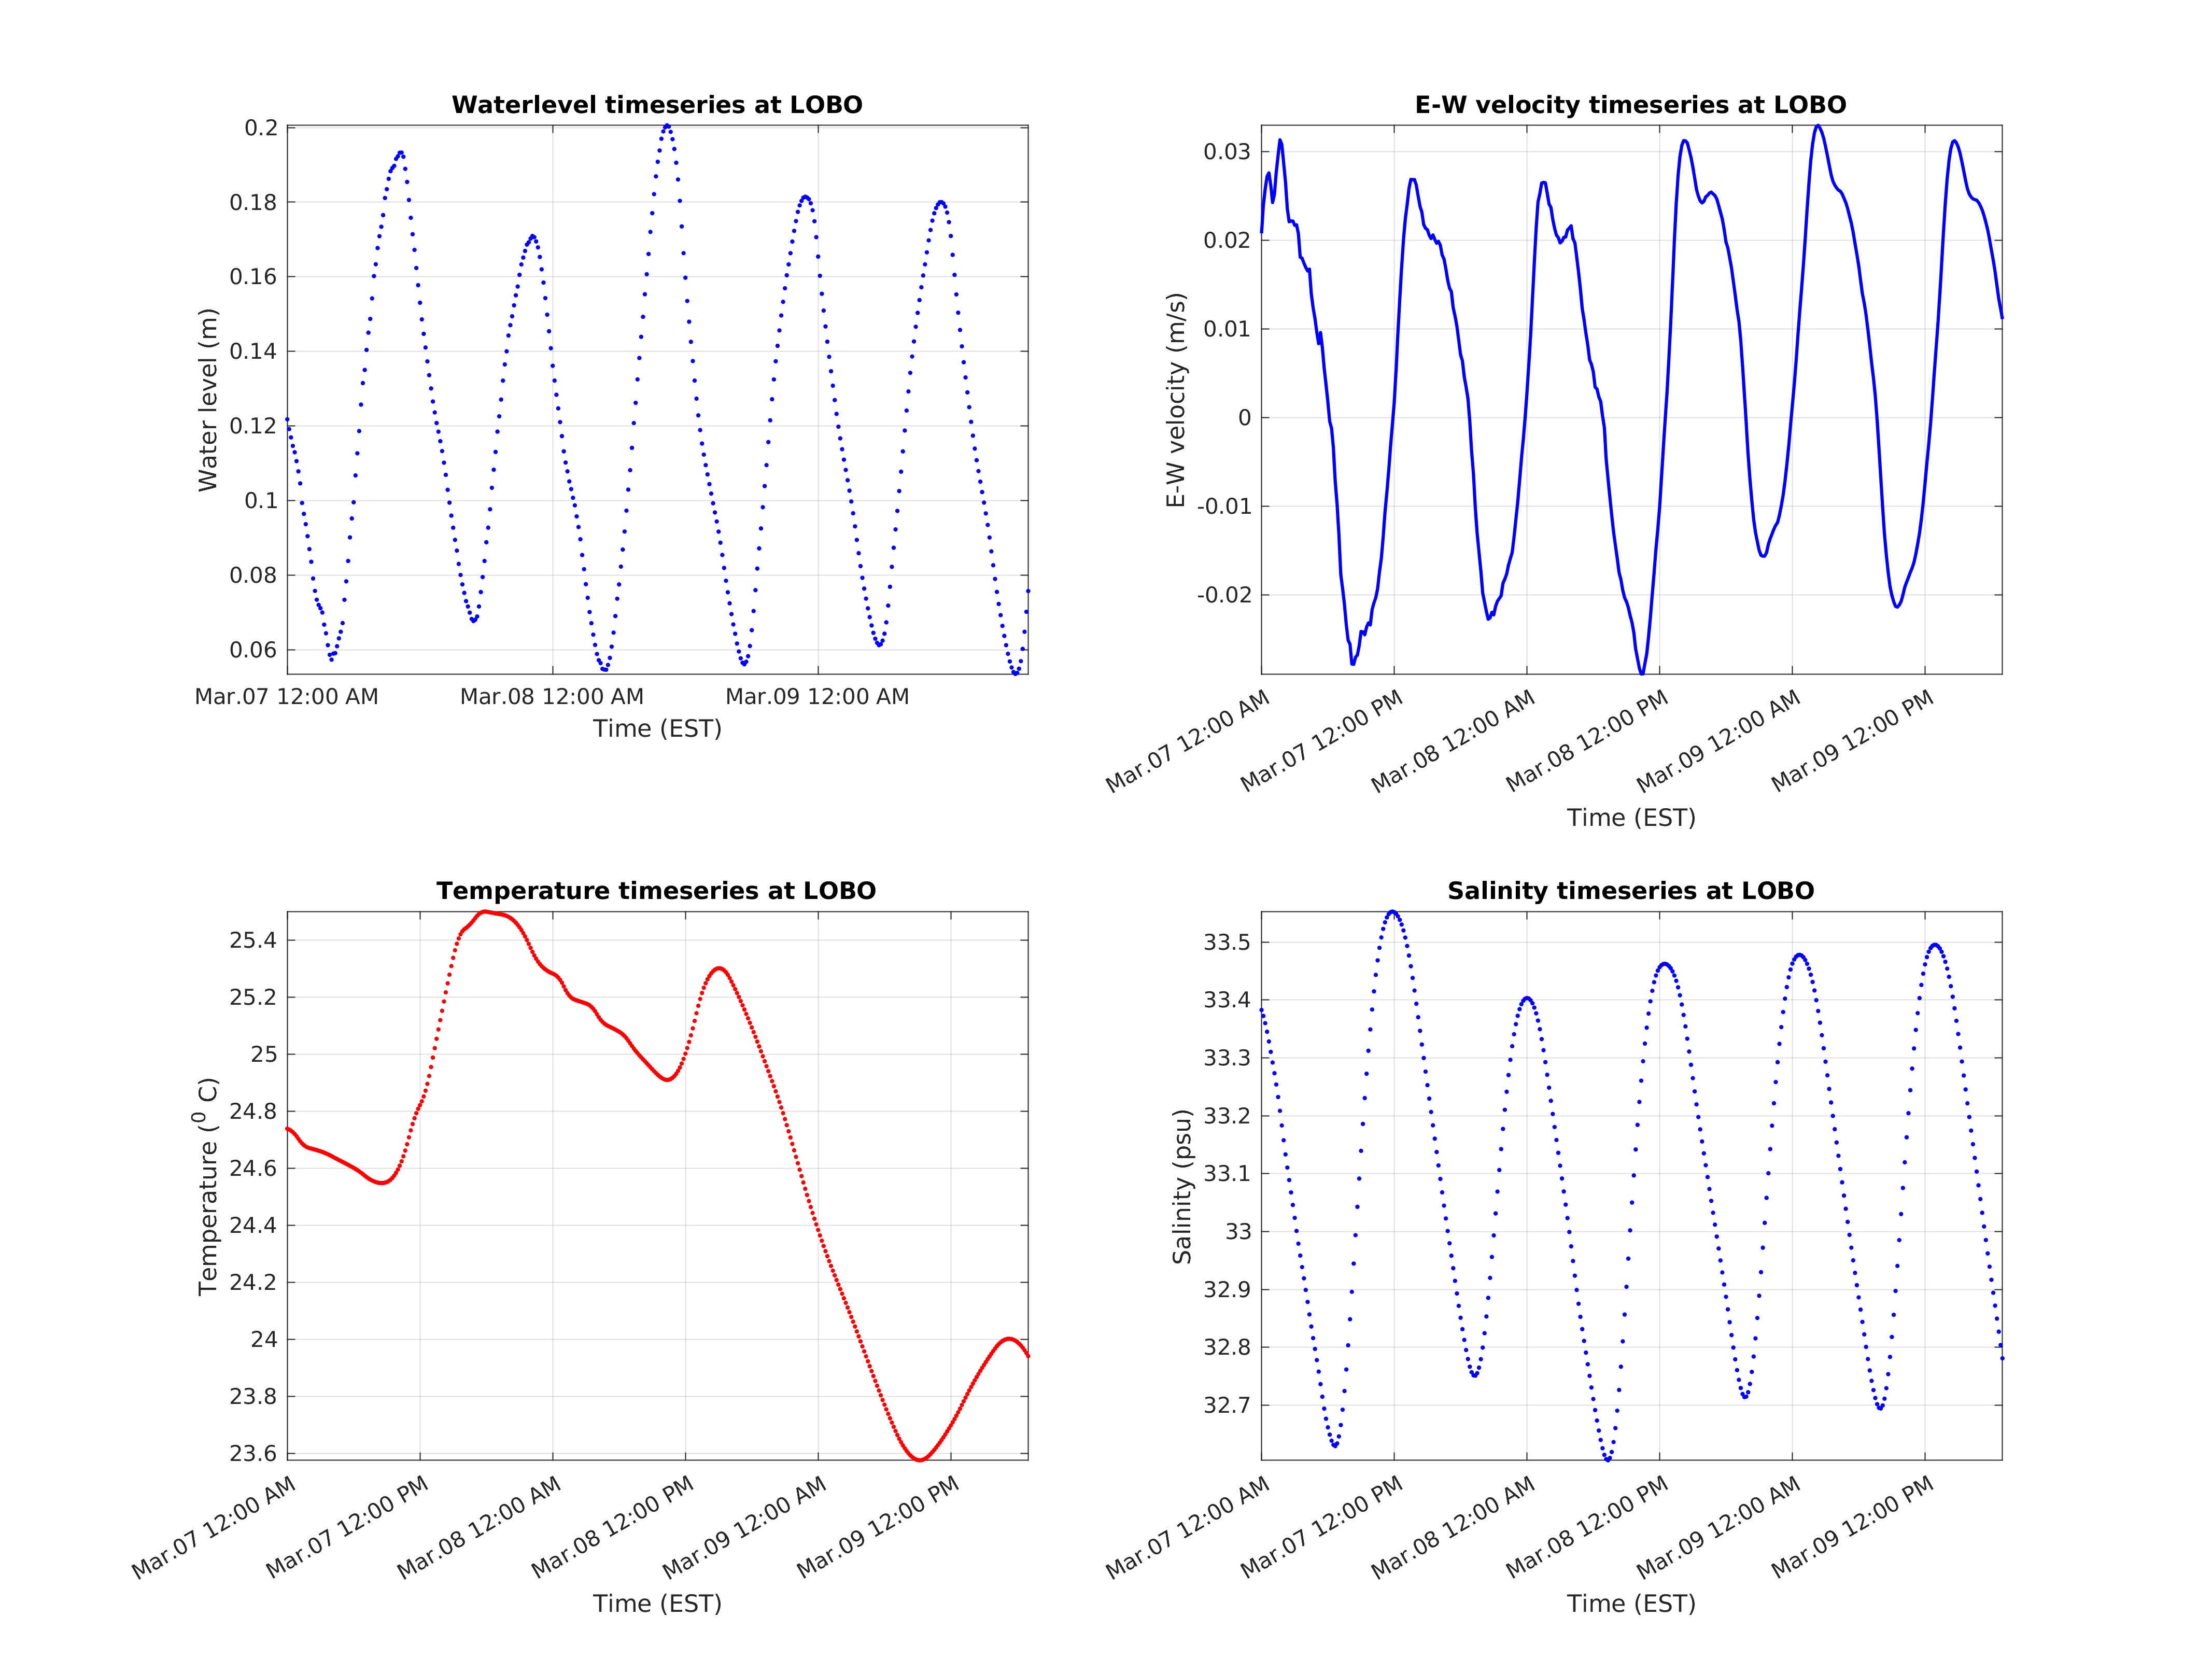 Waterlevel timeseries at LOBO
0.2
0.18
0.16
0.14
0.12
0.1
0.08
0.06
Water level (m)
Mar.07 12:00 AM
Mar.08 12:00 AM
Mar.09 12:00 AM
Time (EST)
E-W velocity timeseries at LOBO
0.03
0.02
0.01
0
-0.01
-0.02
E-W velocity (m/s)
Mar.07 12:00 AM
Mar.07 12:00 PM
Mar.08 12:00 AM
Mar.08 12:00 PM
Mar.09 12:00 AM
Mar.09 12:00 PM
Time (EST)
Temperature timeseries at LOBO
25.4
25.2
25
24.8
24.6
24.4
24.2
24
23.8
23.6
Temperature (⁰ C)
Mar.07 12:00 AM
Mar.07 12:00 PM
Mar.08 12:00 AM
Mar.08 12:00 PM
Mar.09 12:00 AM
Mar.09 12:00 PM
Time (EST)
Salinity timeseries at LOBO
33.5
33.4
33.3
33.2
33.1
33
32.9
32.8
32.7
Salinity (psu)
Mar.07 12:00 AM
Mar.07 12:00 PM
Mar.08 12:00 AM
Mar.08 12:00 PM
Mar.09 12:00 AM
Mar.09 12:00 PM
Time (EST)